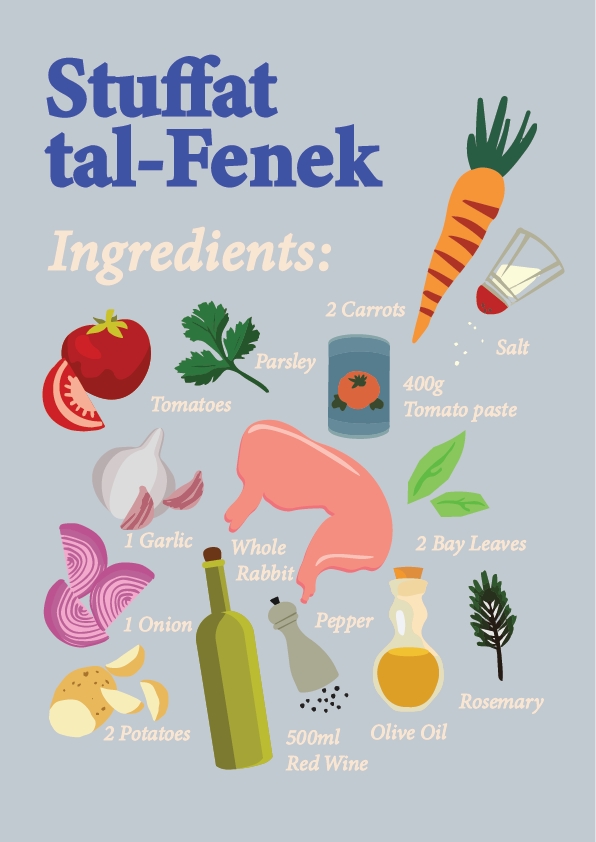 Stuffat
tal-Fenek
Ingredients:
2 Carrots
Salt
Parsley
400g
Tomato paste
Tomatoes
1 Garlic
Whole
Rabbit
2 Bay Leaves
1 Onion
Pepper
Rosemary
2 Potatoes
500ml
Red Wine
Olive Oil